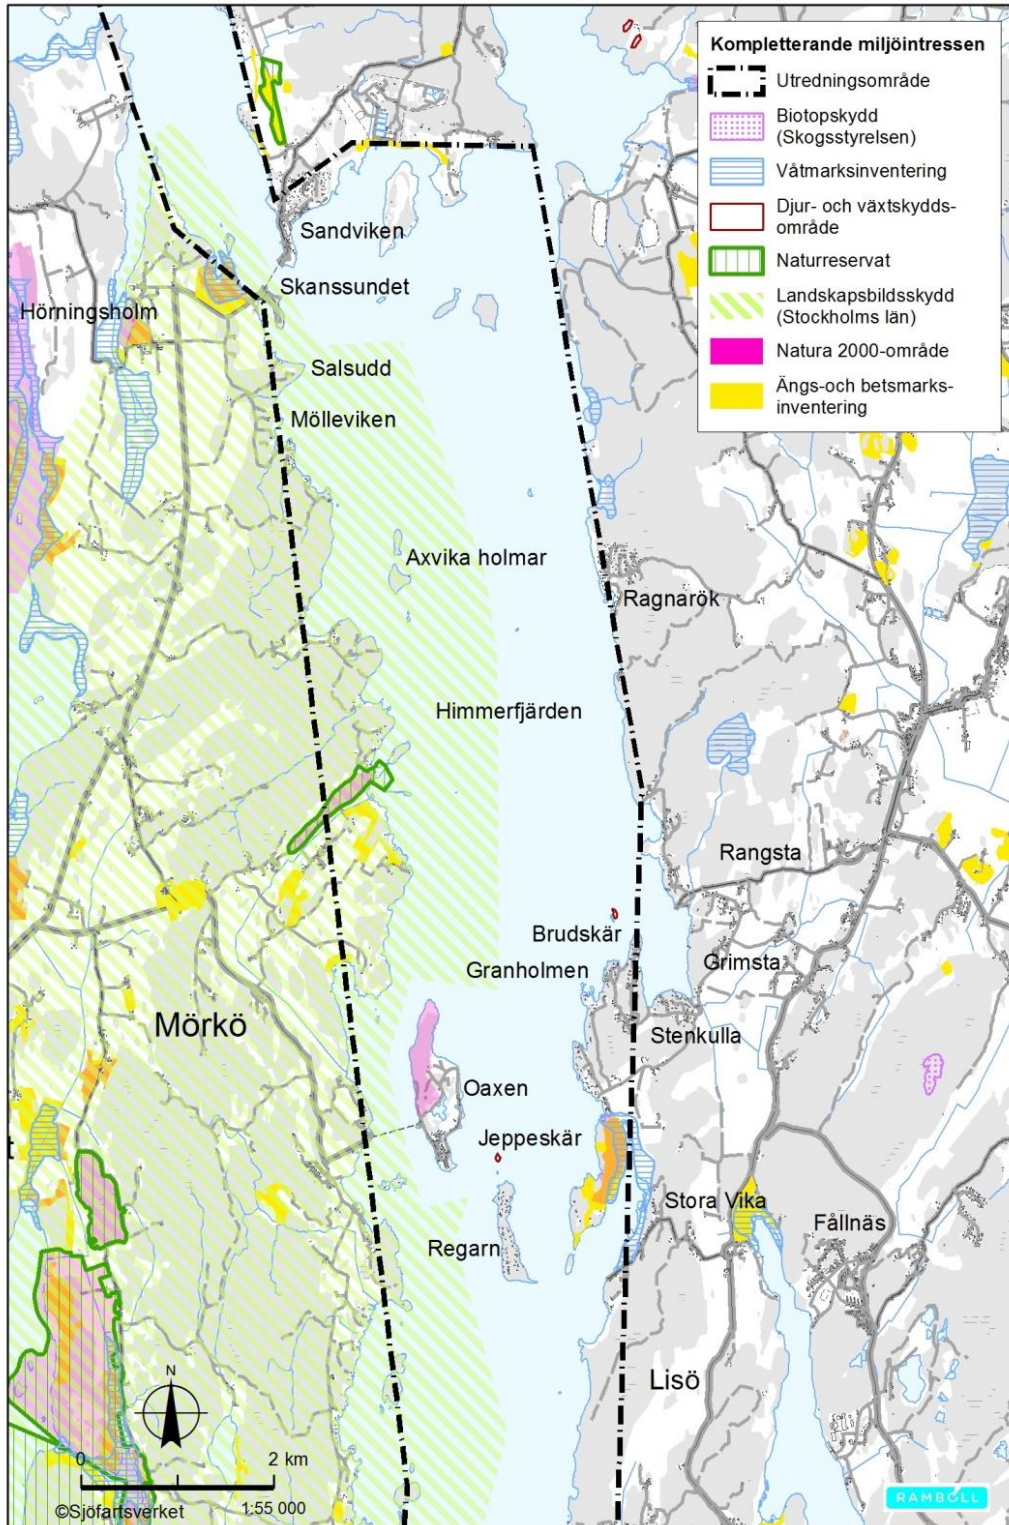 Kompletterande miljöintressen
Utredningsområde
Biotopskydd
(Skogsstyrelsen)
Våtmarksinventering
Djur- och växtskydds-
område
Naturreservat
Landskapsbildsskydd
(Stockholms län)
Natura 2000-område
Ängs-och betsmarks-
inventering
Sandviken
Skanssundet
Hörningsholm
Salsudd
Mölleviken
Axvika holmar
Ragnarök
Himmerfjärden
Rangsta
Brudskär
Granholmen
Grimsta
Mörkö
Stenkulla
Oaxen
Jeppeskär
Stora Vika
Fållnäs
Regarn
Lisö
N
0 2 km
©Sjöfartsverket 1:55 000
RAMBÖLL